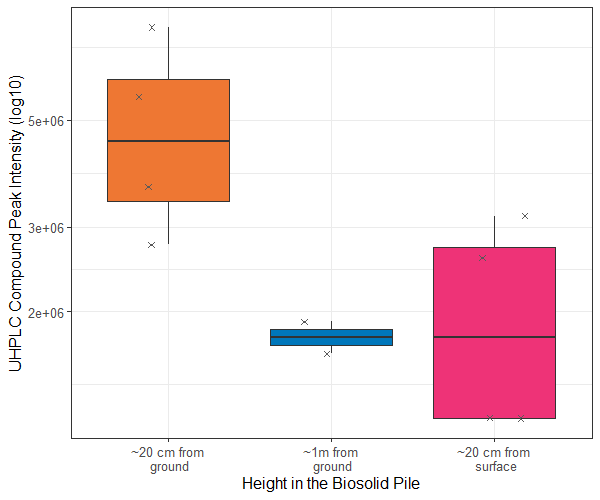 UHPLC Compound Peak Intensity (log10)
5e+06
3e+06
2e+06
~20 cm from
ground
~1m from
ground
~20 cm from
surface
Height in the Biosolid Pile